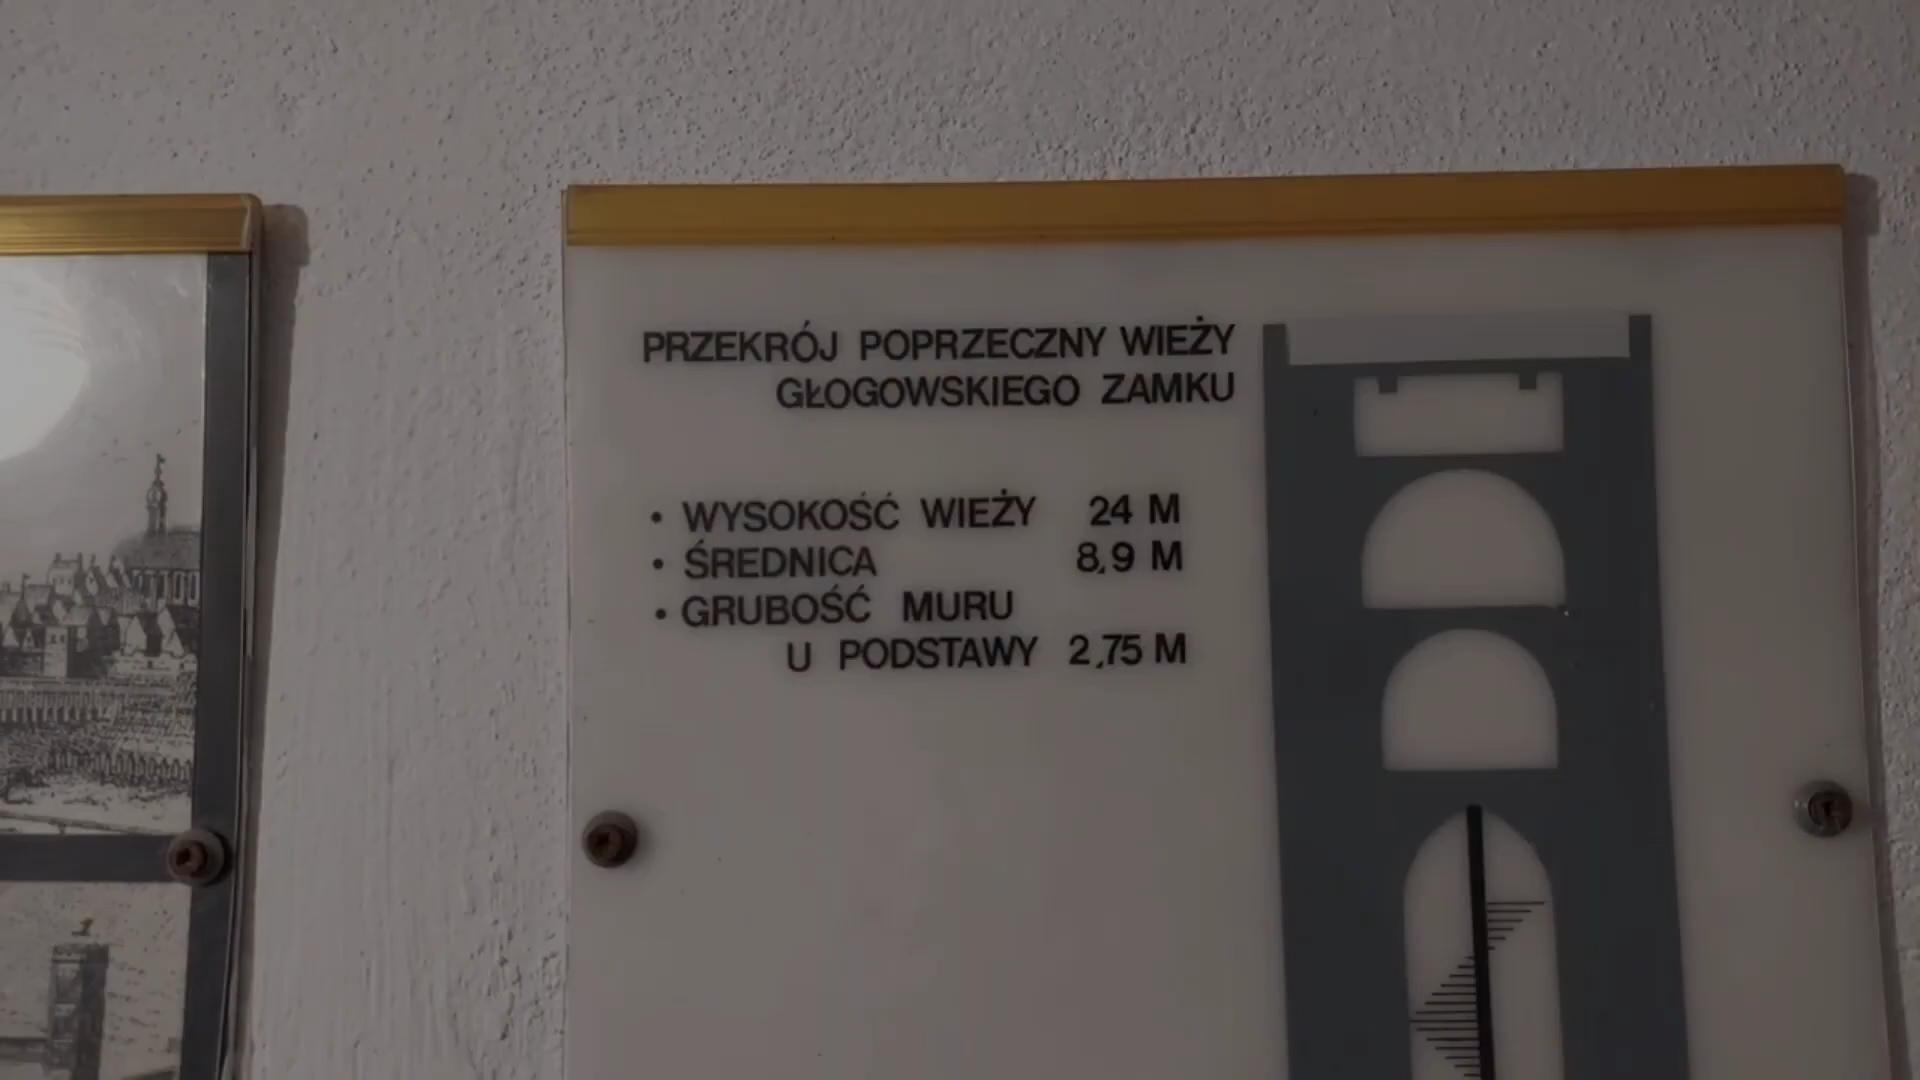 PRZEKRÓJ POPRZECZNY WIEŻY
GŁOGOWSKIEGO ZAMKU
• WYSOKOŚĆ WIEŻY 24 M
• ŚREDNICA 8,9 M
• GRUBOŚĆ MURU
U PODSTAWY 2,75 M